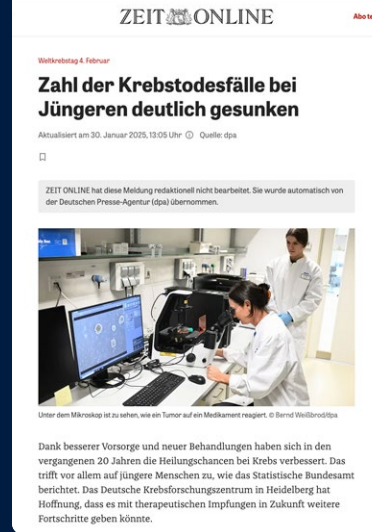 ZEIT ONLINE
Abo te
Weltkrebstag 4. Februar
Zahl der Krebstodesfälle bei
Jüngeren deutlich gesunken
Aktualisiert am 30. Januar 2025, 13:05 Uhr Quelle: dpa
ZEIT ONLINE hat diese Meldung redaktionell nicht bearbeitet. Sie wurde automatisch von
der Deutschen Presse-Agentur (dpa) übernommen.
Unter dem Mikroskop ist zu sehen, wie ein Tumor auf ein Medikament reagiert. © Bernd Weißbrod/dpa
Dank besserer Vorsorge und neuer Behandlungen haben sich in den
vergangenen 20 Jahren die Heilungschancen bei Krebs verbessert. Das
trifft vor allem auf jüngere Menschen zu, wie das Statistische Bundesamt
berichtet. Das Deutsche Krebsforschungszentrum in Heidelberg hat
Hoffnung, dass es mit therapeutischen Impfungen in Zukunft weitere
Fortschritte geben könnte.